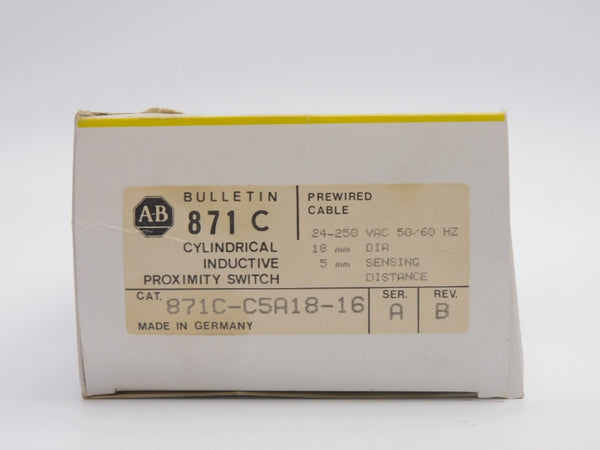 A-B
BULLETIN
871 C
CYLINDRICAL
INDUCTIVE
PROXIMITY SWITCH
PREWIRED
CABLE
24-250 VAC 50/60 HZ
18 mm DIA
5 mm SENSING
DISTANCE
CAT. 871C-C5A18-16
SER. A
REV. B
MADE IN GERMANY